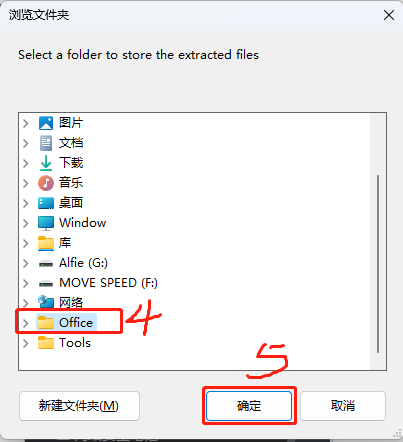 浏览文件夹
Select a folder to store the extracted files
图片
文档
下载
音乐
桌面
Window
库
Alfie (G:)
MOVE SPEED (F:)
网络
Office 4
Tools
5
新建文件夹(M) 确定 取消